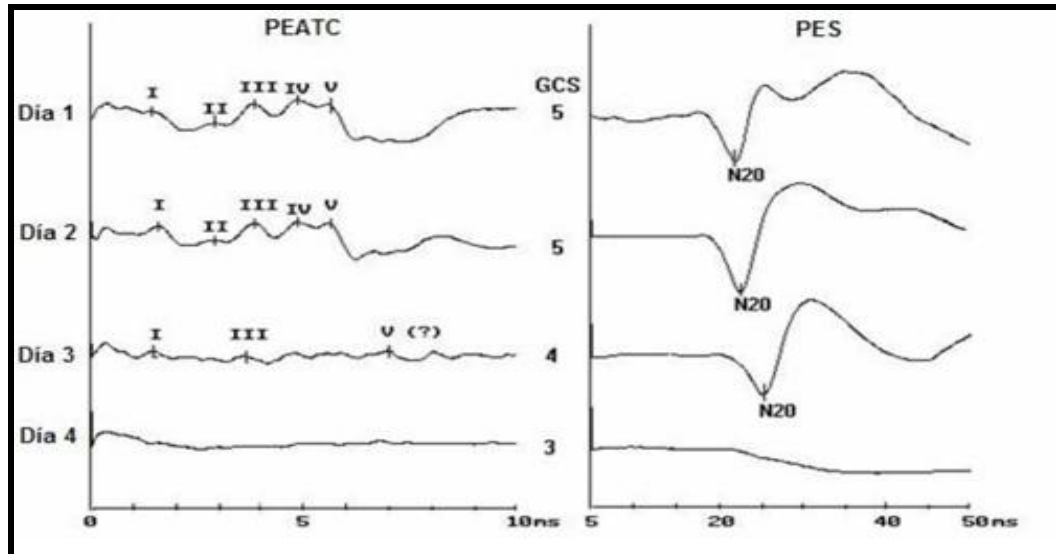 PEATC PES
I II III IV V GCS
Día 1 5
N20
I II III IV V
Día 2 5
N20
I III V (?)
Día 3 4
N20
Día 4 3
0 5 10ms 5 20 40 50ms